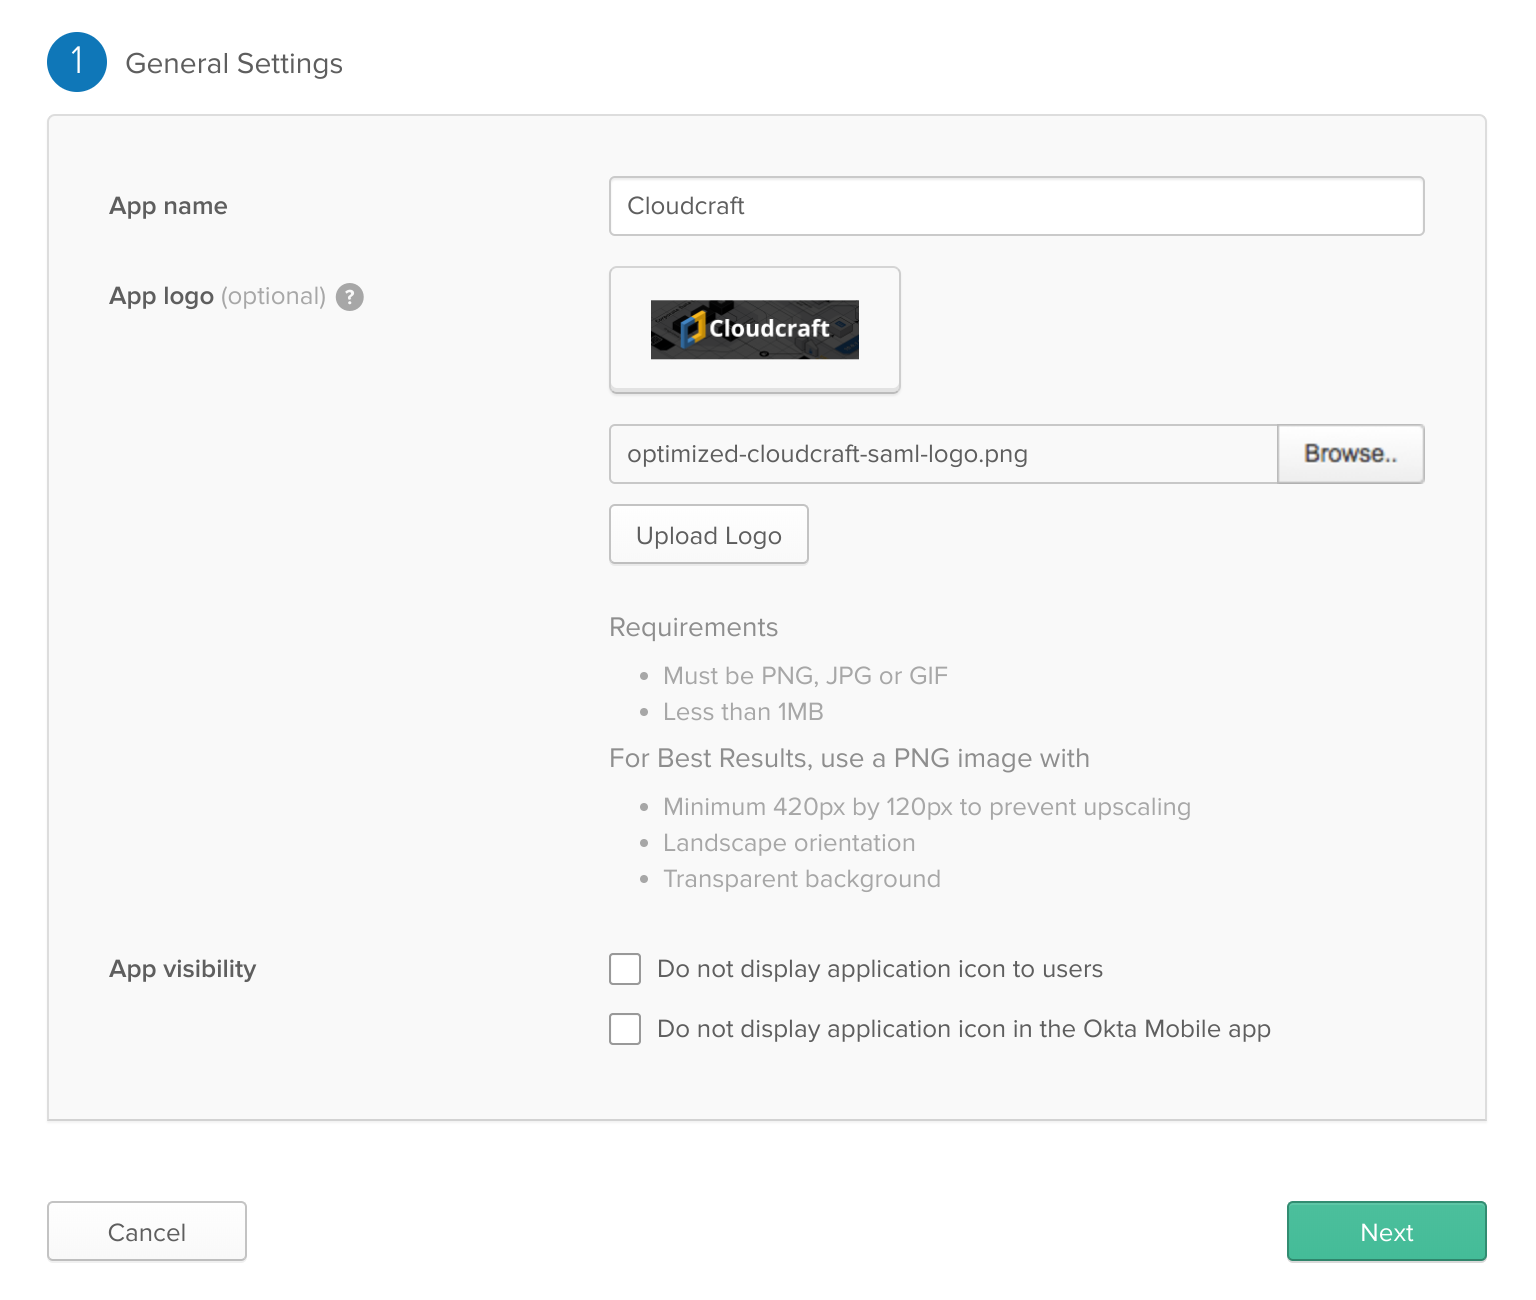 1 General Settings
App name
Cloudcraft
App logo (optional) ?
Cloudcraft
optimized-cloudcraft-saml-logo.png
Browse..
Upload Logo
Requirements
• Must be PNG, JPG or GIF
• Less than 1MB
For Best Results, use a PNG image with
• Minimum 420px by 120px to prevent upscaling
• Landscape orientation
• Transparent background
App visibility
Do not display application icon to users
Do not display application icon in the Okta Mobile app
Cancel
Next